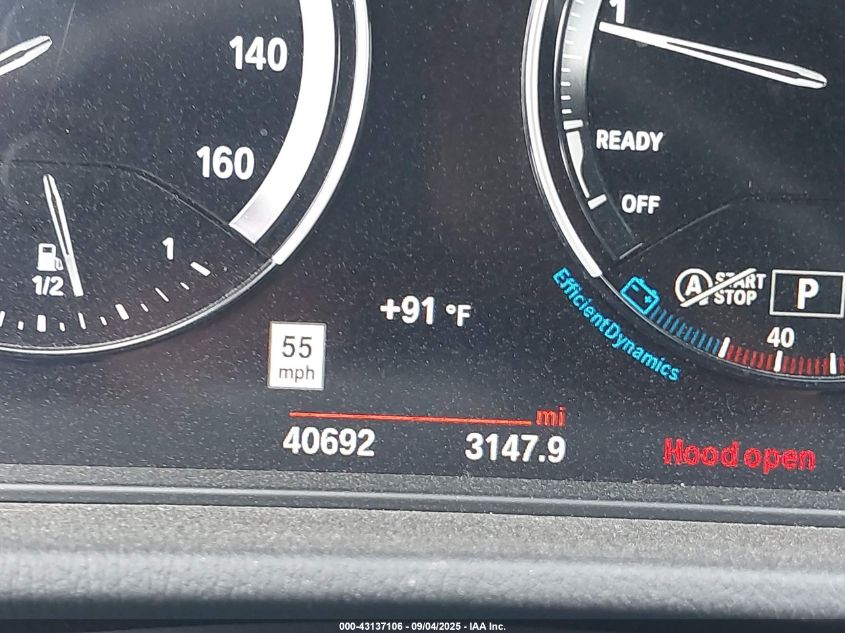 140
160
1
1/2
1
READY
OFF
A START
STOP
P
40
EfficientDynamics
+91 °F
55
mph
mi
40692 3147.9
Hood open
000-43137106 - 09/04/2025 - IAA Inc.